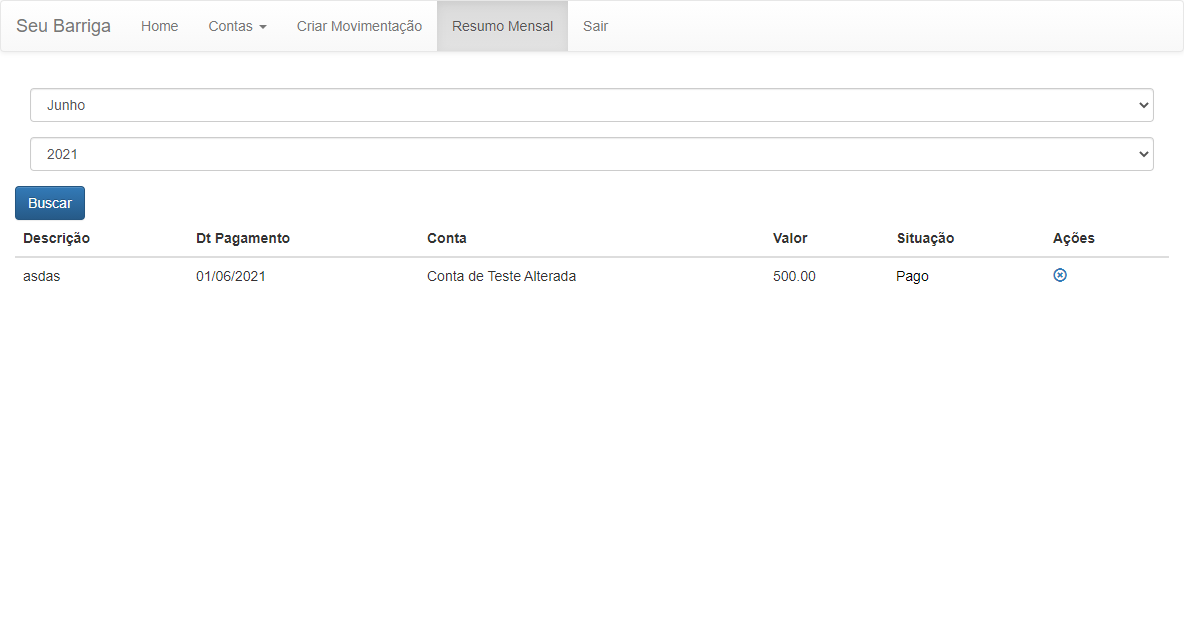 Seu Barriga Home Contas Criar Movimentação Resumo Mensal Sair
Junho
2021
Buscar
Descrição Dt Pagamento Conta Valor Situação Ações
asdas 01/06/2021 Conta de Teste Alterada 500.00 Pago